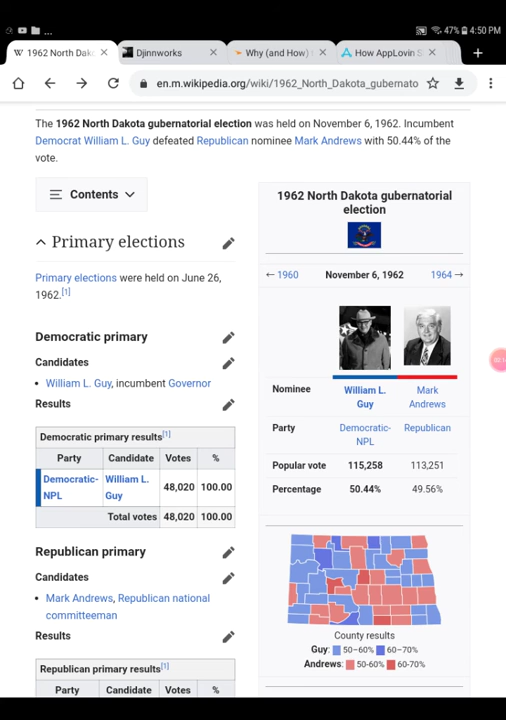 47% 4:50 PM
W 1962 North Dak
Djinnworks
Why (and How)
How AppLovin S
en.m.wikipedia.org/wiki/1962_North_Dakota_gubernato
The 1962 North Dakota gubernatorial election was held on November 6, 1962. Incumbent
Democrat William L. Guy defeated Republican nominee Mark Andrews with 50.44% of the
vote.
Contents
Primary elections
Primary elections were held on June 26,
1962.[1]
Democratic primary
Candidates
• William L. Guy, incumbent Governor
Results
Democratic primary results[1]
Party Candidate Votes %
Democratic- William L. 48,020 100.00
NPL Guy
Total votes 48,020 100.00
Republican primary
Candidates
• Mark Andrews, Republican national
committeeman
Results
Republican primary results[1]
Party Candidate Votes %
1962 North Dakota gubernatorial
election
← 1960 November 6, 1962 1964 →
Nominee William L. Mark
Guy Andrews
Party Democratic- Republican
NPL
Popular vote 115,258 113,251
Percentage 50.44% 49.56%
County results
Guy: 50–60% 60–70%
Andrews: 50-60% 60-70%